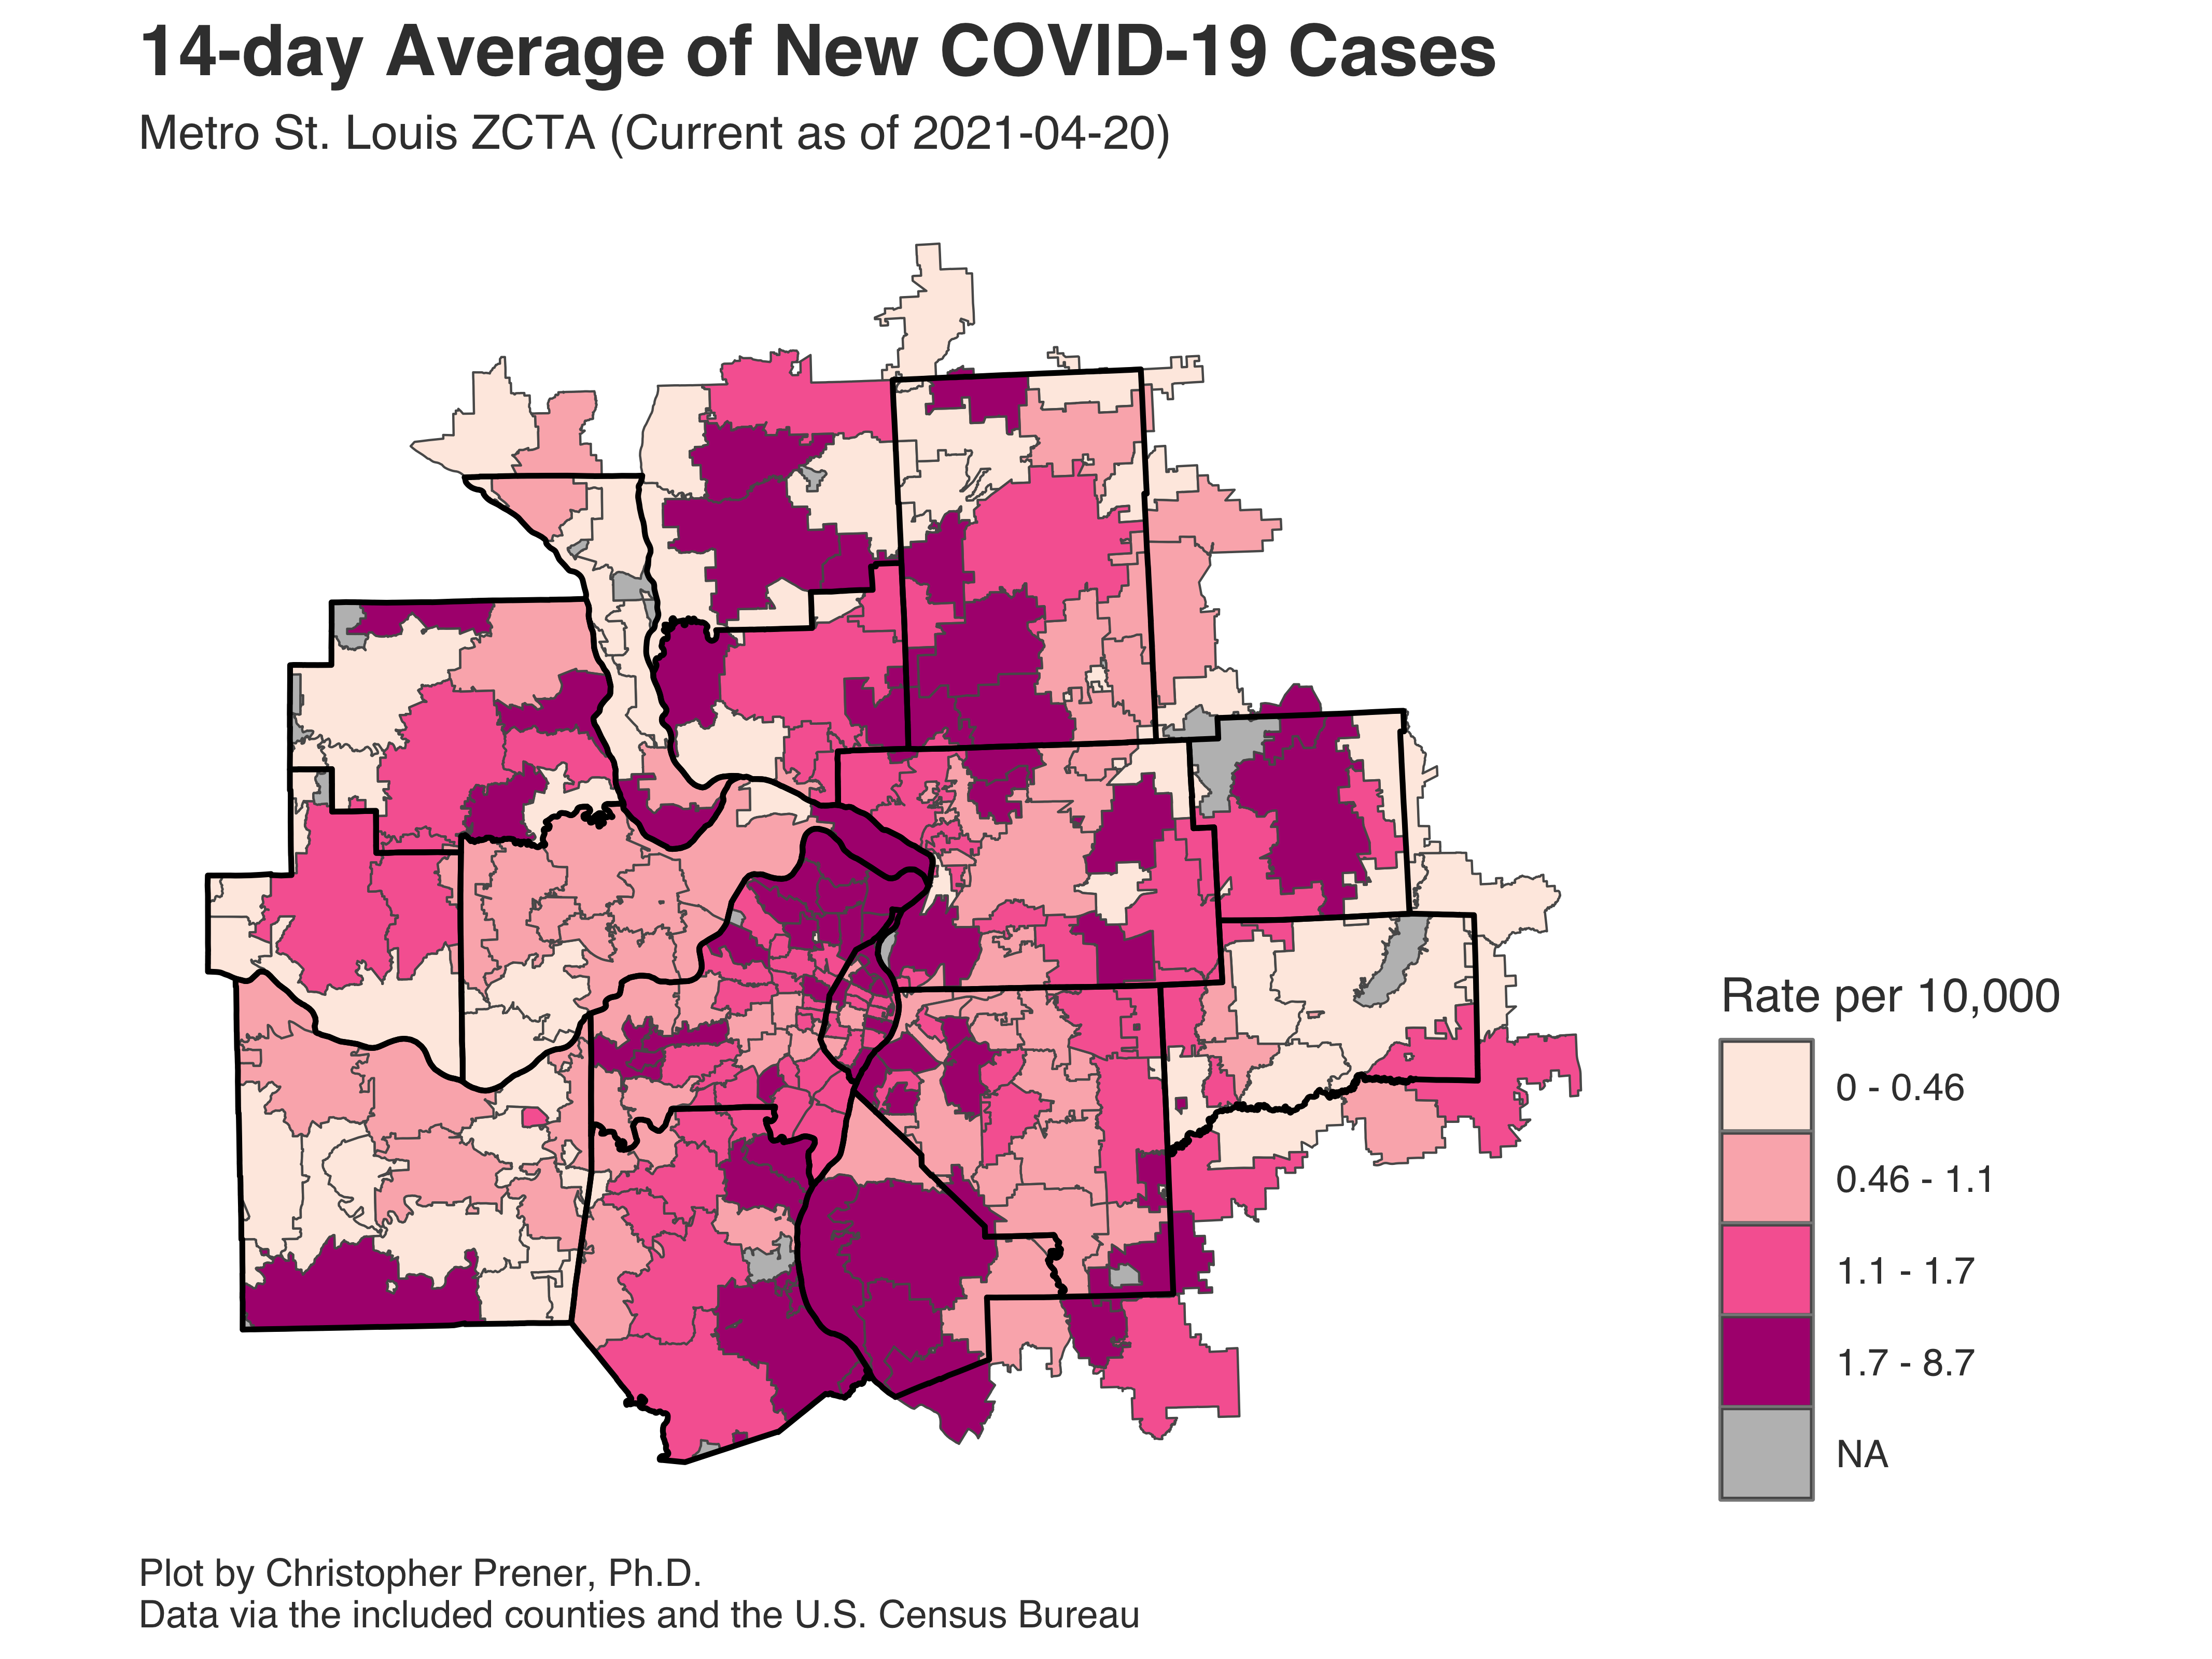 14-day Average of New COVID-19 Cases
Metro St. Louis ZCTA (Current as of 2021-04-20)
Rate per 10,000
0 - 0.46
0.46 - 1.1
1.1 - 1.7
1.7 - 8.7
NA
Plot by Christopher Prener, Ph.D.
Data via the included counties and the U.S. Census Bureau